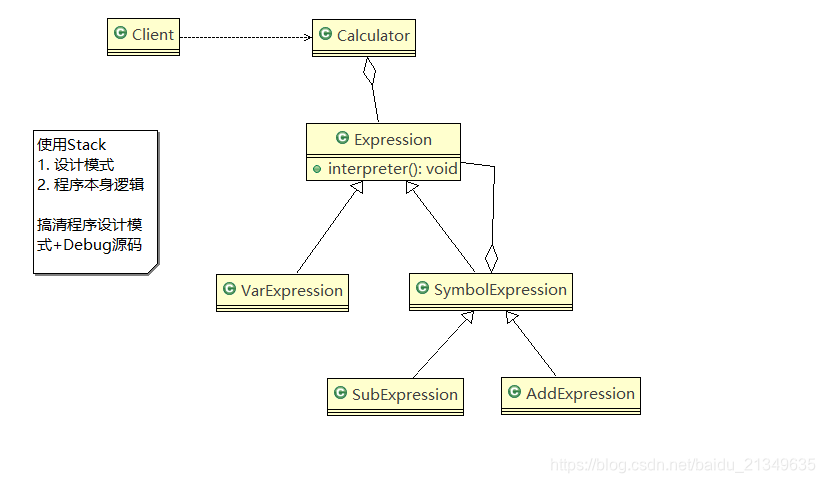 Client
Calculator
Expression
interpreter(): void
使用Stack
1. 设计模式
2. 程序本身逻辑
搞清程序设计模
式+Debug源码
VarExpression
SymbolExpression
SubExpression
AddExpression
https://blog.csdn.net/baidu_21349635